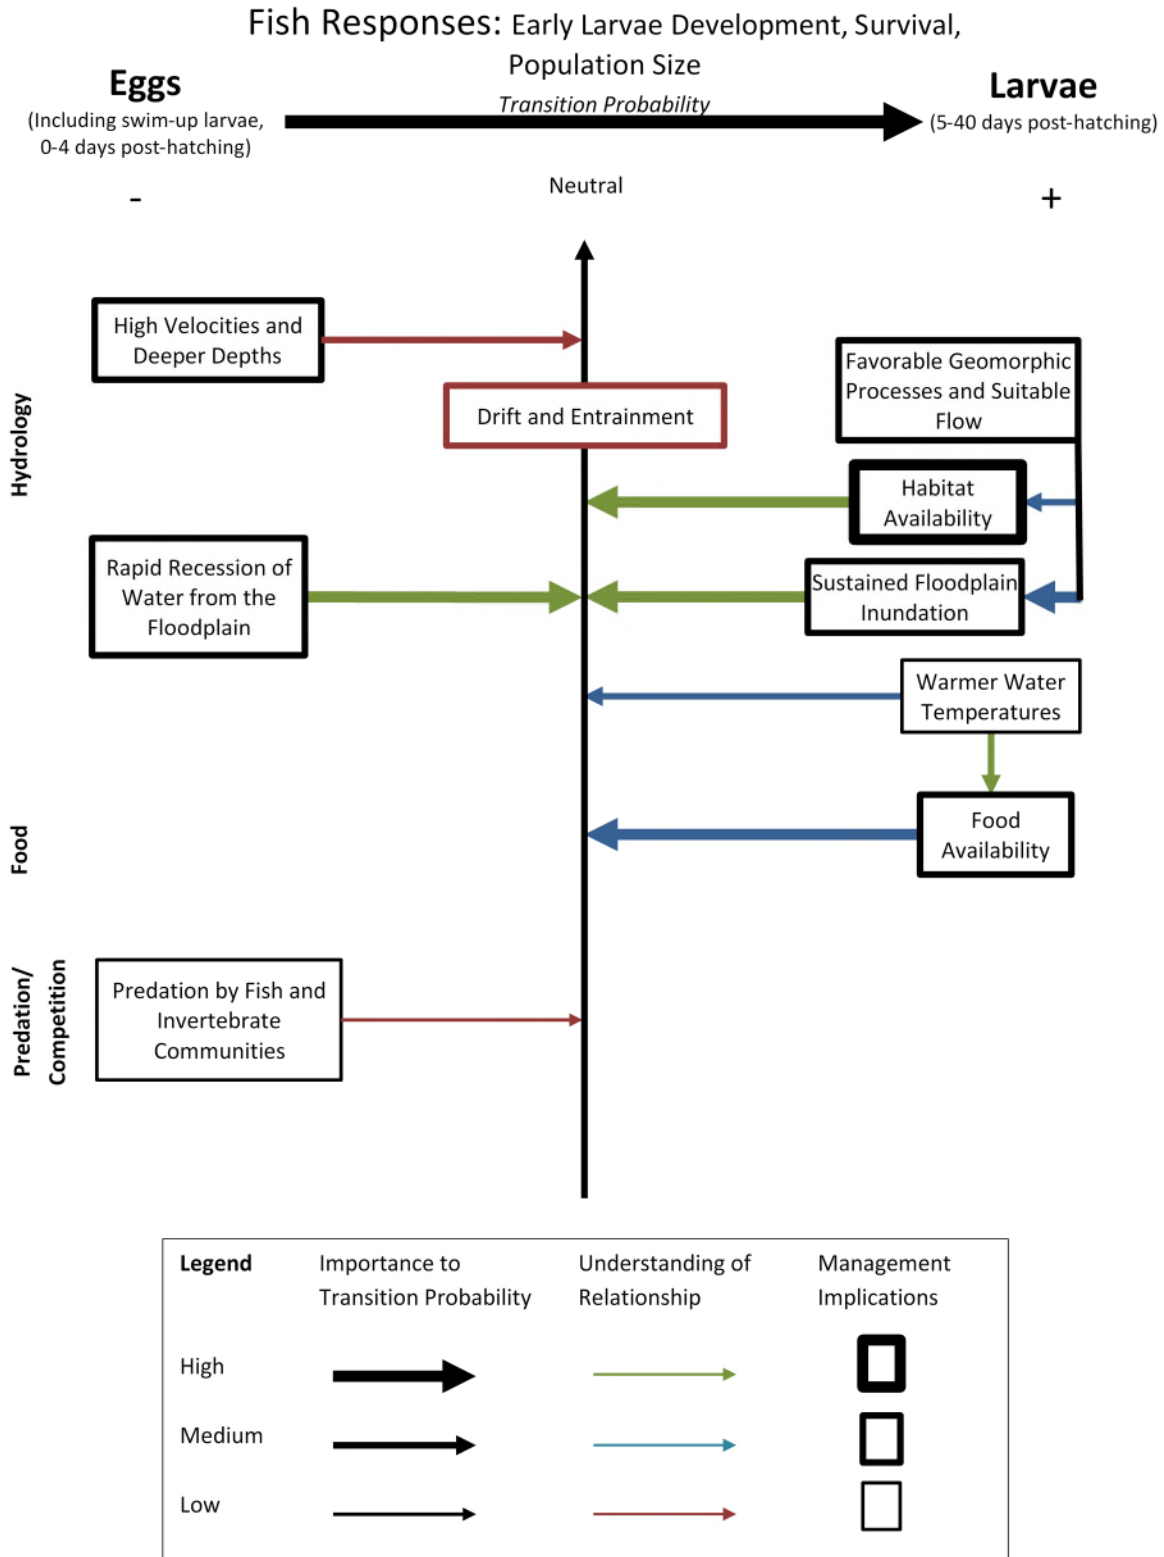 Fish Responses: Early Larvae Development, Survival,
Population Size
Eggs
(Including swim-up larvae,
0-4 days post-hatching)
Transition Probability
Larvae
(5-40 days post-hatching)
-
Neutral
+
Hydrology
High Velocities and
Deeper Depths
Drift and Entrainment
Favorable Geomorphic
Processes and Suitable
Flow
Habitat
Availability
Rapid Recession of
Water from the
Floodplain
Sustained Floodplain
Inundation
Warmer Water
Temperatures
Food
Food
Availability
Predation/
Competition
Predation by Fish and
Invertebrate
Communities
Legend
Importance to
Transition Probability
Understanding of
Relationship
Management
Implications
High
Medium
Low